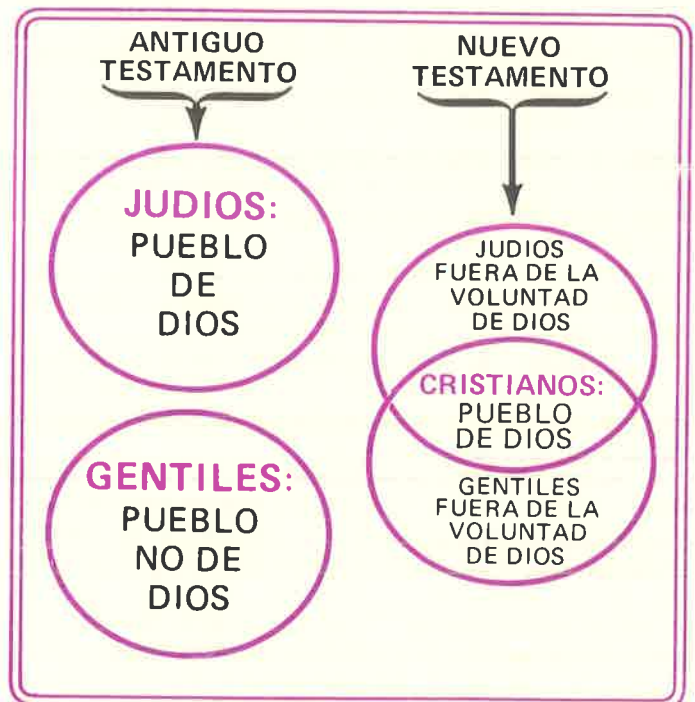 ANTIGUO
TESTAMENTO
JUDIOS:
PUEBLO
DE
DIOS
GENTILES:
PUEBLO
NO DE
DIOS
NUEVO
TESTAMENTO
JUDIOS
FUERA DE LA
VOLUNTAD
DE DIOS
CRISTIANOS:
PUEBLO
DE DIOS
GENTILES
FUERA DE LA
VOLUNTAD
DE DIOS